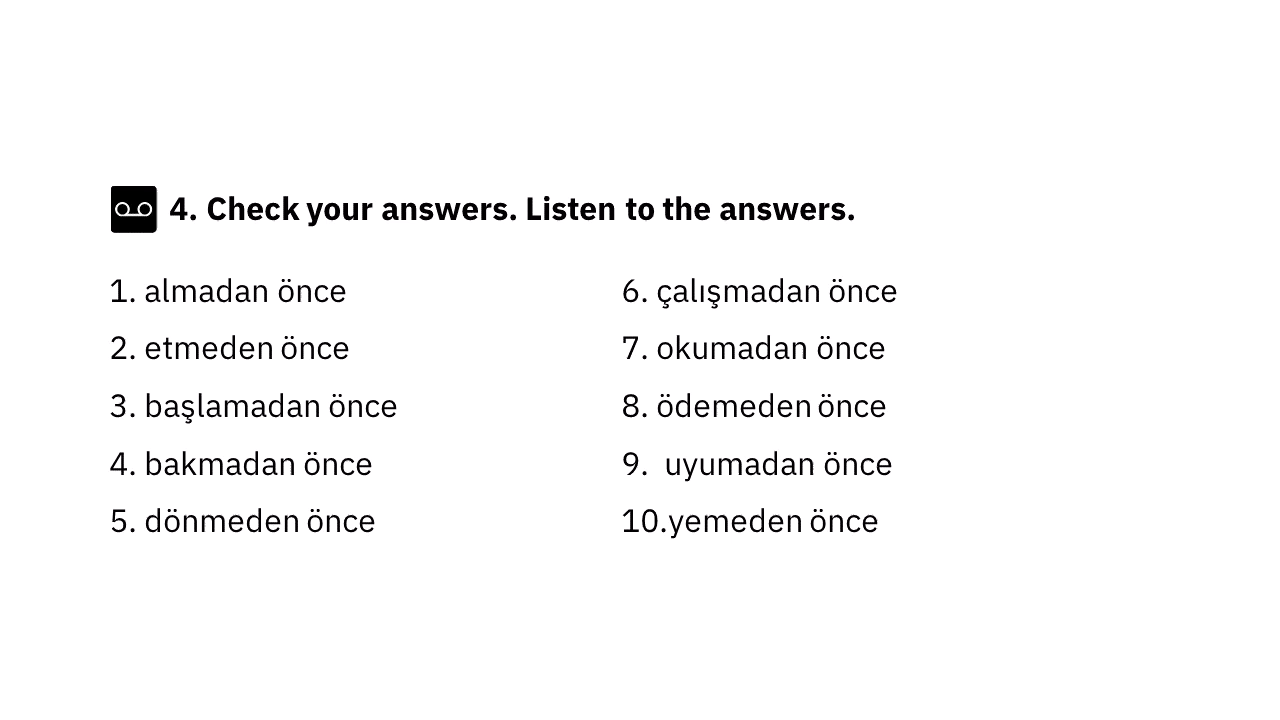 4. Check your answers. Listen to the answers.
1. almadan önce
2. etmeden önce
3. başlamadan önce
4. bakmadan önce
5. dönmeden önce
6. çalışmadan önce
7. okumadan önce
8. ödemeden önce
9. uyumadan önce
10.yemeden önce